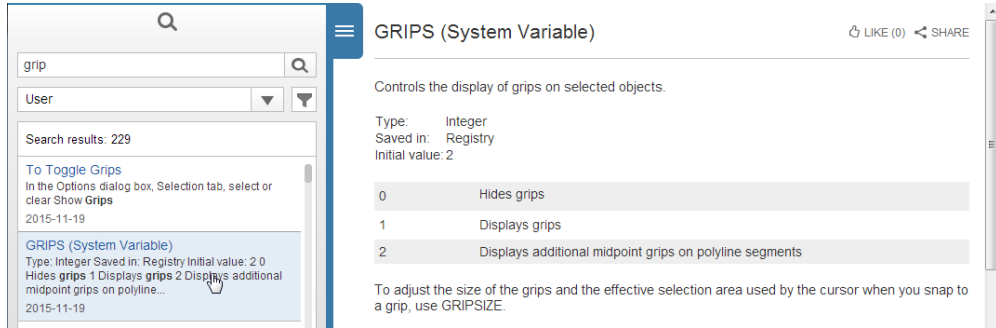 grip
User
Search results: 229
To Toggle Grips
In the Options dialog box, Selection tab, select or
clear Show Grips
2015-11-19
GRIPS (System Variable)
Type: Integer Saved in: Registry Initial value: 2 0
Hides grips 1 Displays grips 2 Displays additional
midpoint grips on polyline...
2015-11-19
GRIPS (System Variable)
LIKE (0) SHARE
Controls the display of grips on selected objects.
Type: Integer
Saved in: Registry
Initial value: 2
0 Hides grips
1 Displays grips
2 Displays additional midpoint grips on polyline segments
To adjust the size of the grips and the effective selection area used by the cursor when you snap to
a grip, use GRIPSIZE.